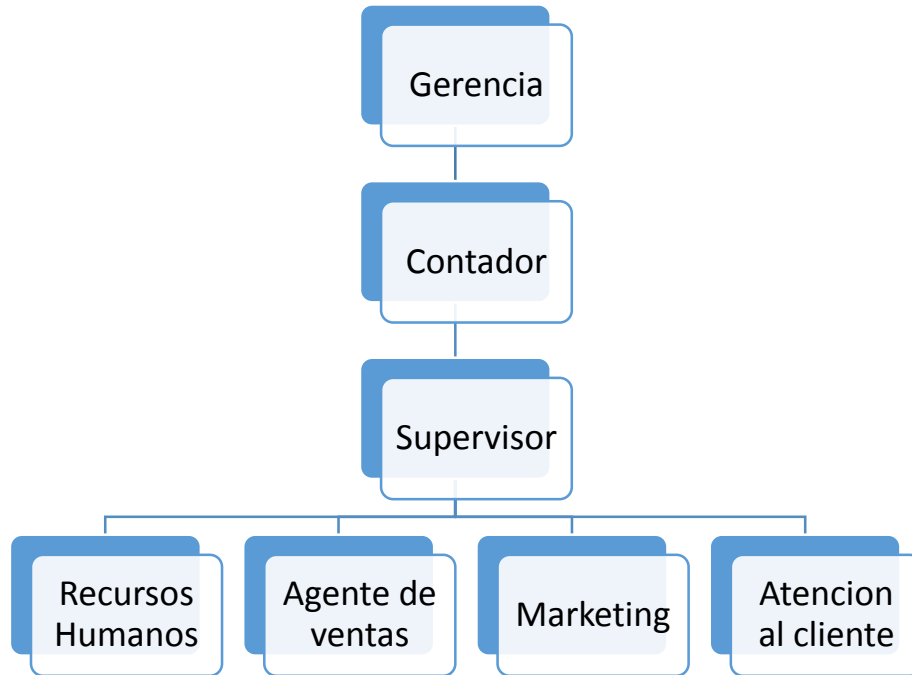 Gerencia
Contador
Supervisor
Recursos
Humanos
Agente de
ventas
Marketing
Atencion
al cliente